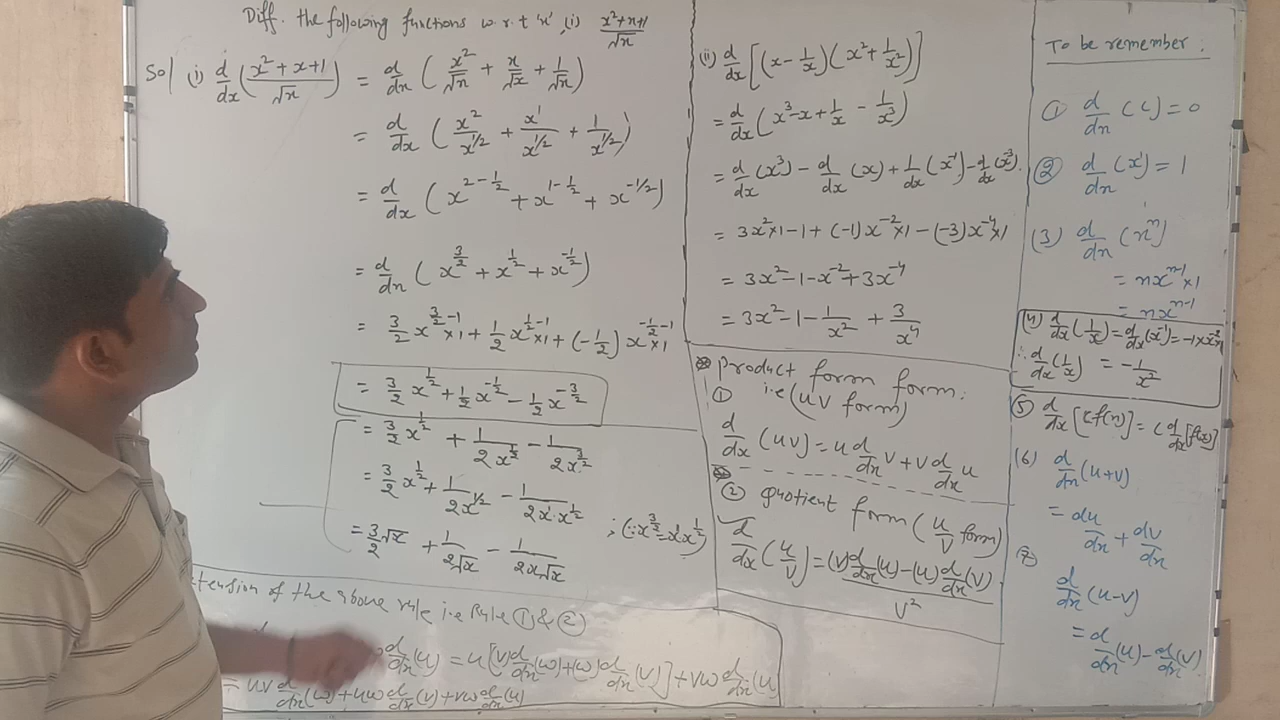 Diff. the following functions w.r.t 'x', (i) (x²+x+1)/√x
Sol (i) d/dx ((x²+x+1)/√x) = d/dx (x²/√x + x/√x + 1/√x)
= d/dx (x²/x^(1/2) + x¹/x^(1/2) + 1/x^(1/2))
= d/dx (x^(2-1/2) + x^(1-1/2) + x^(-1/2))
= d/dx (x^(3/2) + x^(1/2) + x^(-1/2))
= 3/2 x^(3/2-1) ×1 + 1/2 x^(1/2-1) ×1 + (-1/2) x^(-1/2-1) ×1
= 3/2 x^(1/2) + 1/2 x^(-1/2) - 1/2 x^(-3/2)
= 3/2 x^(1/2) + 1/(2x^(1/2)) - 1/(2x^(3/2))
= 3/2 x^(1/2) + 1/(2x^(1/2)) - 1/(2x¹·x^(1/2))
= 3/2 √x + 1/(2√x) - 1/(2x√x) ; (∵ x^(3/2) = x¹·x^(1/2))
tension of the above rule i.e Rule ① & ②
d/dx(u) = u[(v)d/dx(w) + (w)d/dx(v)] + vw d/dx(u
= uv d/dx(w) + uw d/dx(v) + vw d/dx(u)
(ii) d/dx [(x - 1/x)(x² + 1/x²)]
= d/dx (x³ - x + 1/x - 1/x³)
= d/dx (x³) - d/dx (x) + 1/dx (x⁻¹) - d/dx (x⁻³)
= 3x²×1 - 1 + (-1)x⁻²×1 - (-3)x⁻⁴×1
= 3x² - 1 - x⁻² + 3x⁻⁴
= 3x² - 1 - 1/x² + 3/x⁴
product form form.
① i.e (uv form)
d/dx (uv) = u d/dx v + v d/dx u
② quotient form (u/v form)
d/dx (u/v) = ((v) d/dx (u) - (u) d/dx (v))/v²
To be remember :
① d/dx (c) = 0
② d/dx (x¹) = 1
(3) d/dx (xⁿ)
= nx^(n-1) ×1
= nx^(n-1)
(4) d/dx (1/x) = d/dx (x⁻¹) = -1×x⁻²×1
∴ d/dx (1/x) = -1/x²
⑤ d/dx [c f(x)] = c d/dx [f(x)]
(6) d/dx (u+v)
= du/dx + dv/dx
⑦ d/dx (u-v)
= d/dx (u) - d/dx (v)